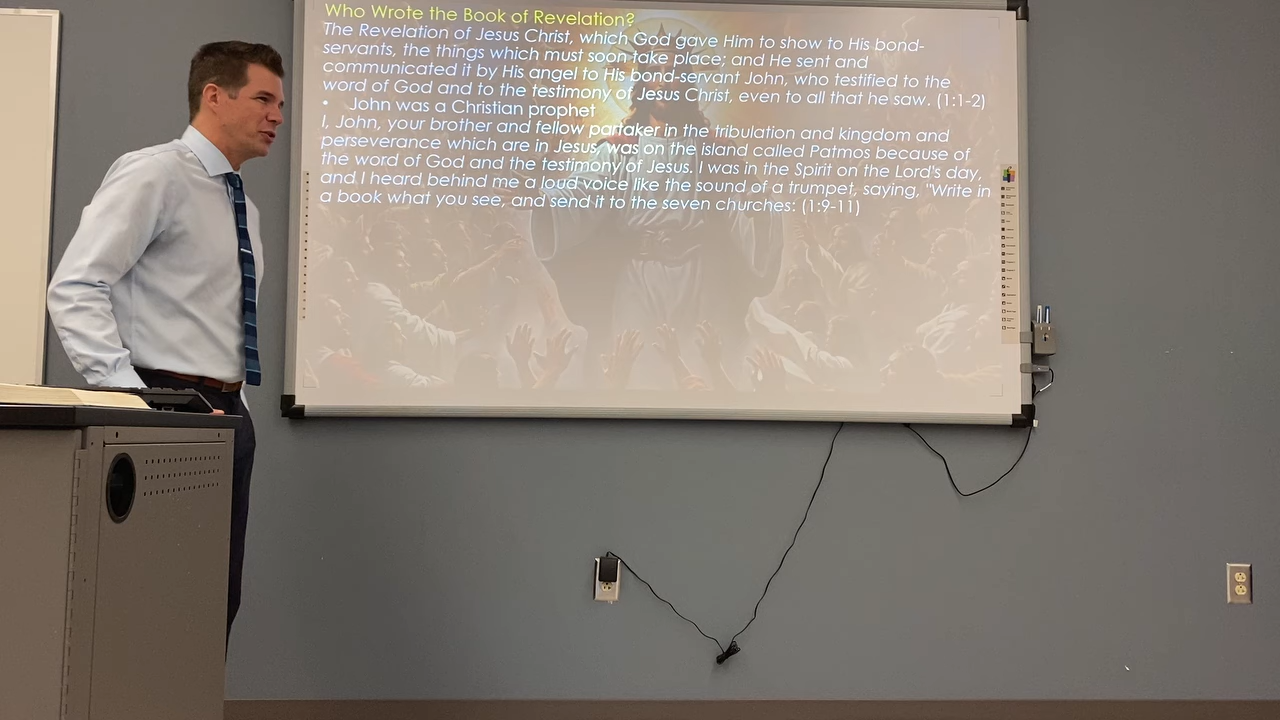 Who Wrote the Book of Revelation?
The Revelation of Jesus Christ, which God gave Him to show to His bond-
servants, the things which must soon take place; and He sent and
communicated it by His angel to His bond-servant John, who testified to the
word of God and to the testimony of Jesus Christ, even to all that he saw. (1:1-2)
• John was a Christian prophet
I, John, your brother and fellow partaker in the tribulation and kingdom and
perseverance which are in Jesus, was on the island called Patmos because of
the word of God and the testimony of Jesus. I was in the Spirit on the Lord's day,
and I heard behind me a loud voice like the sound of a trumpet, saying, "Write in
a book what you see, and send it to the seven churches: (1:9-11)